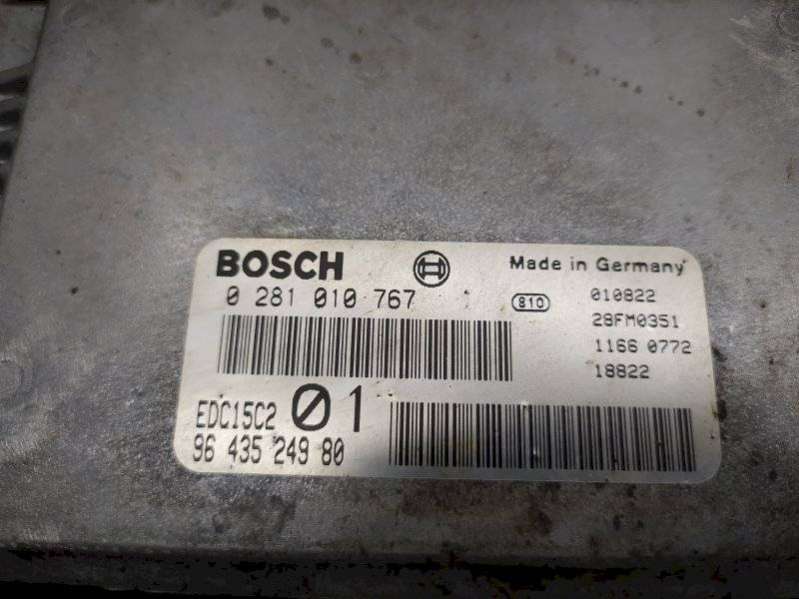 BOSCH
Made in Germany
0 281 010 767
810
010822
28FM0351
1166 0772
18822
EDC15C2 01
96 435 249 80